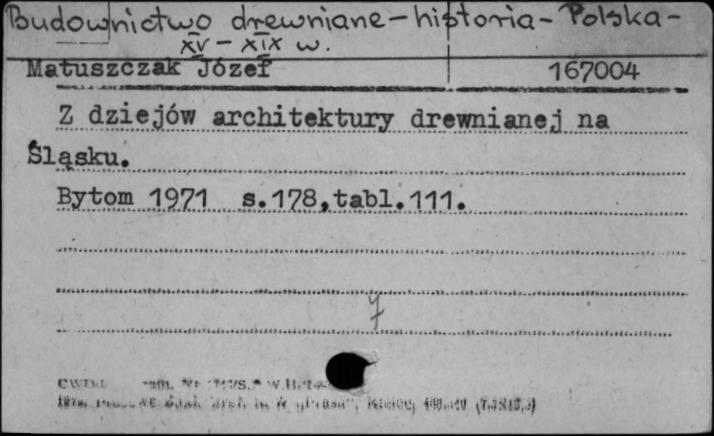 Budownictwo drewniane - historia - Polska -
XV - XIX w.
Matuszczak Józef 167004
Z dziejów architektury drewnianej na
Śląsku.
Bytom 1971 s.178,tabl.111.
7